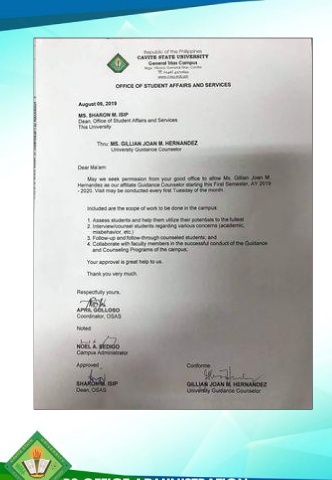 Republic of the Philippines
CAVITE STATE UNIVERSITY
General Trias Campus
OFFICE OF STUDENT AFFAIRS AND SERVICES
August 09, 2019
MS. SHARON M. ISIP
Dean, Office of Student Affairs and Services
This University
Thru: MS. GILLIAN JOAN M. HERNANDEZ
University Guidance Counselor
Dear Ma'am:
May we seek permission from your good office to allow Ms. Gillian Joan M.
Hernandez as our affiliate Guidance Counselor starting this First Semester, AY 2019
- 2020. Visit may be conducted every first Tuesday of the month.
Included are the scope of work to be done in the campus:
1. Assess students and help them utilize their potentials to the fullest
2. Interview/counsel students regarding various concerns (academic,
misbehavior, etc.)
3. Follow-up and follow-through counseled students; and
4. Collaborate with faculty members in the successful conduct of the Guidance
and Counseling Programs of the campus.
Your approval is great help to us.
Thank you very much.
Respectfully yours,
APRIL GOLLOSO
Coordinator, OSAS
Noted
NOEL A. SEDIGO
Campus Administrator
Approved
SHARON M. ISIP
Dean, OSAS
Conforme
GILLIAN JOAN M. HERNANDEZ
University Guidance Counselor
BS OFFICE ADMINISTRATION